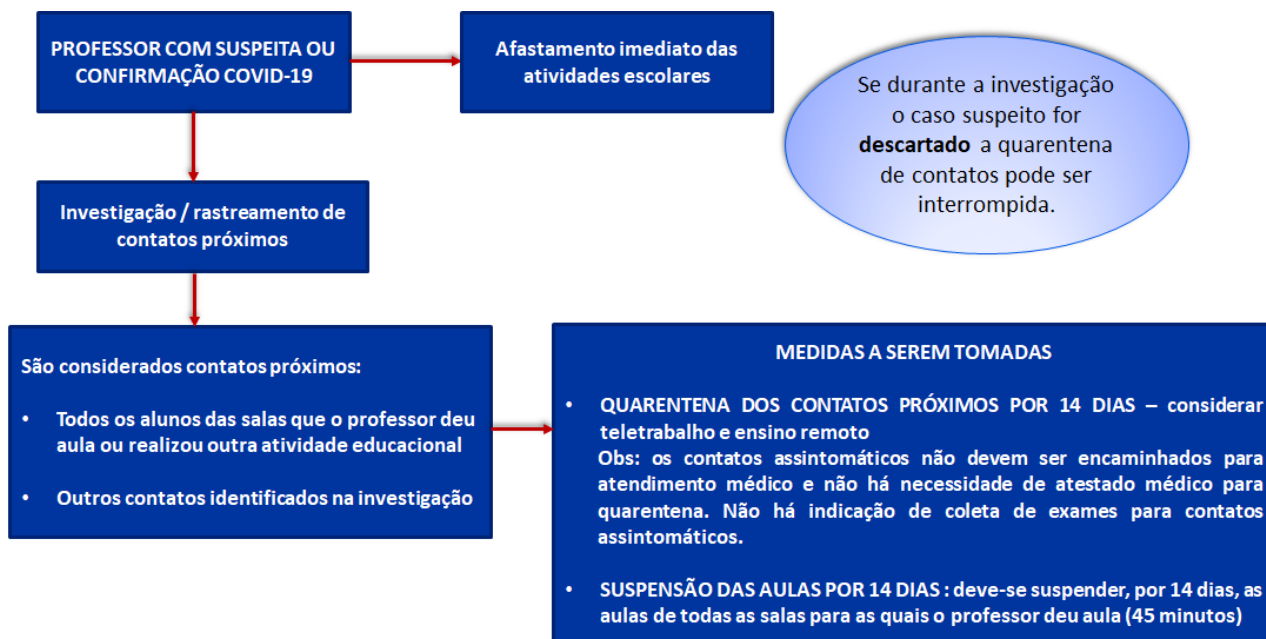 PROFESSOR COM SUSPEITA OU
CONFIRMAÇÃO COVID-19
Afastamento imediato das
atividades escolares
Se durante a investigação
o caso suspeito for
descartado a quarentena
de contatos pode ser
interrompida.
Investigação / rastreamento de
contatos próximos
São considerados contatos próximos:
• Todos os alunos das salas que o professor deu
aula ou realizou outra atividade educacional
• Outros contatos identificados na investigação
MEDIDAS A SEREM TOMADAS
• QUARENTENA DOS CONTATOS PRÓXIMOS POR 14 DIAS – considerar
teletrabalho e ensino remoto
Obs: os contatos assintomáticos não devem ser encaminhados para
atendimento médico e não há necessidade de atestado médico para
quarentena. Não há indicação de coleta de exames para contatos
assintomáticos.
• SUSPENSÃO DAS AULAS POR 14 DIAS : deve-se suspender, por 14 dias, as
aulas de todas as salas para as quais o professor deu aula (45 minutos)